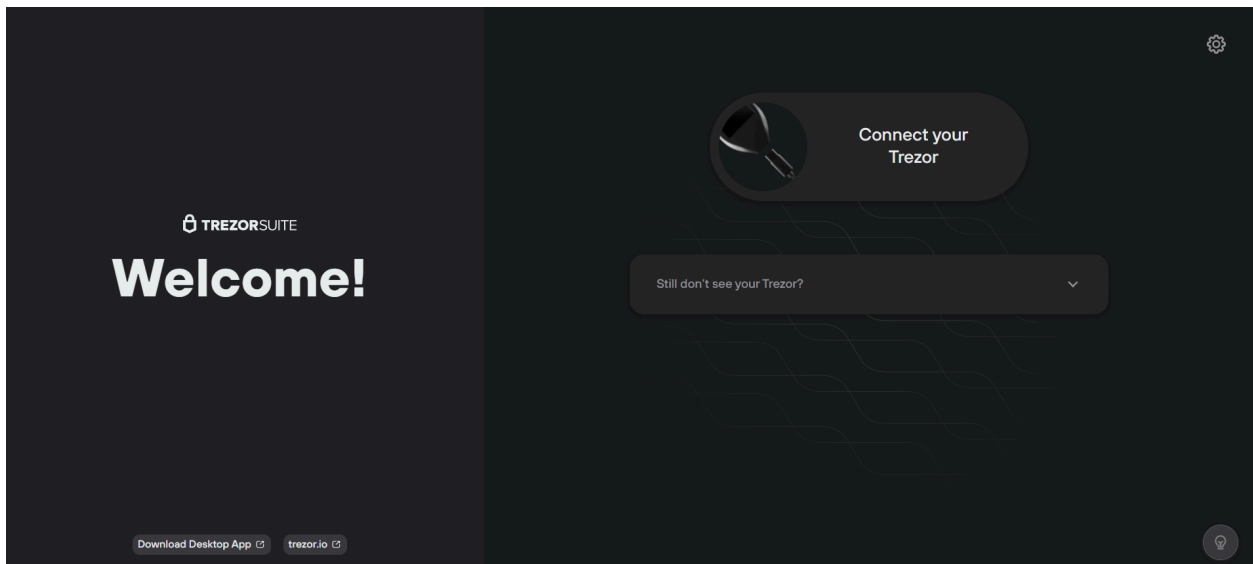 TREZORSUITE
Welcome!
Download Desktop App
trezor.io
Connect your
Trezor
Still don't see your Trezor?